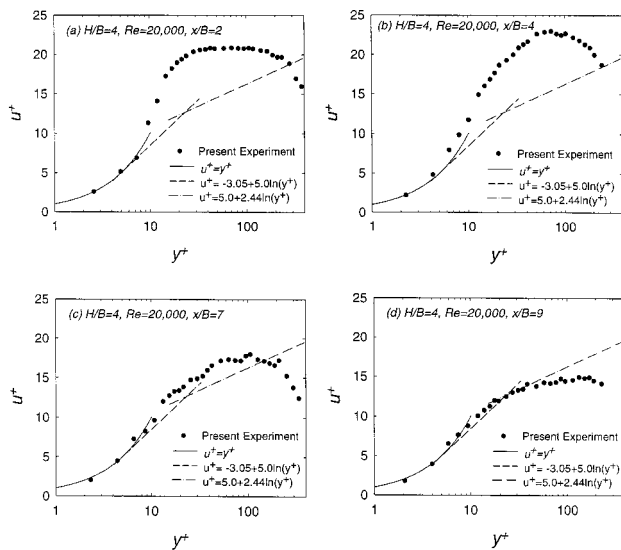 (a) H/B=4, Re=20,000, x/B=2
25
20
15
10
5
0
u⁺
Present Experiment
u⁺=y⁺
u⁺= -3.05+5.0ln(y⁺)
u⁺=5.0+2.44ln(y⁺)
1
10
100
y⁺
(b) H/B=4, Re=20,000, x/B=4
25
20
15
10
5
0
u⁺
Present Experiment
u⁺=y⁺
u⁺= -3.05+5.0ln(y⁺)
u⁺=5.0+2.44ln(y⁺)
1
10
100
y⁺
(c) H/B=4, Re=20,000, x/B=7
25
20
15
10
5
0
u⁺
Present Experiment
u⁺=y⁺
u⁺= -3.05+5.0ln(y⁺)
u⁺=5.0+2.44ln(y⁺)
1
10
100
y⁺
(d) H/B=4, Re=20,000, x/B=9
25
20
15
10
5
0
u⁺
Present Experiment
u⁺=y⁺
u⁺= -3.05+5.0ln(y⁺)
u⁺=5.0+2.44ln(y⁺)
1
10
100
y⁺